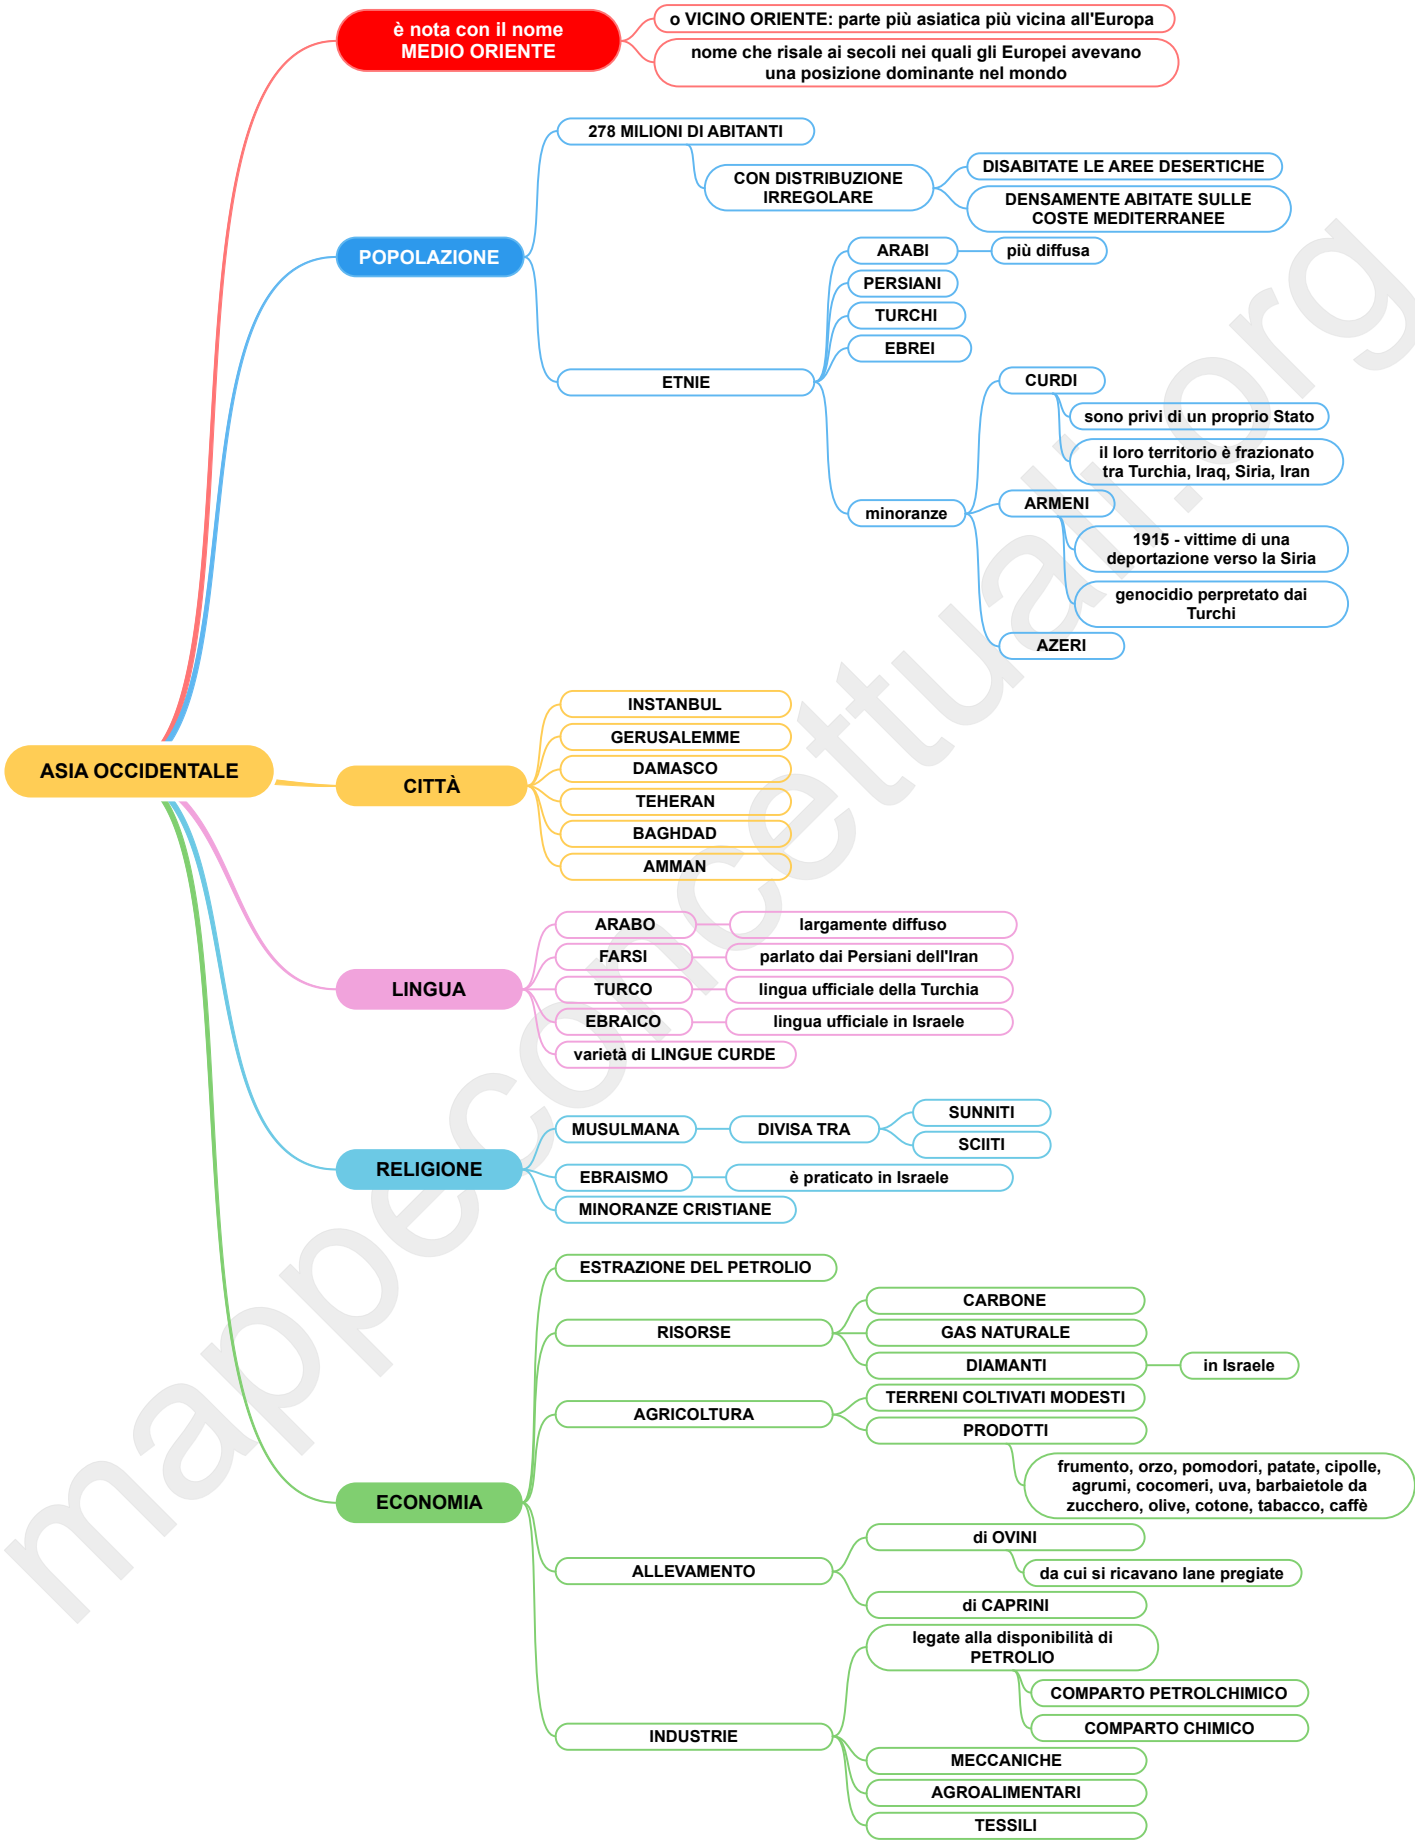 è nota con il nome
MEDIO ORIENTE
o VICINO ORIENTE: parte più asiatica più vicina all'Europa
nome che risale ai secoli nei quali gli Europei avevano
una posizione dominante nel mondo
POPOLAZIONE
278 MILIONI DI ABITANTI
CON DISTRIBUZIONE
IRREGOLARE
DISABITATE LE AREE DESERTICHE
DENSAMENTE ABITATE SULLE
COSTE MEDITERRANEE
ETNIE
ARABI
più diffusa
PERSIANI
TURCHI
EBREI
minoranze
CURDI
sono privi di un proprio Stato
il loro territorio è frazionato
tra Turchia, Iraq, Siria, Iran
ARMENI
1915 - vittime di una
deportazione verso la Siria
genocidio perpretato dai
Turchi
AZERI
ASIA OCCIDENTALE
CITTÀ
INSTANBUL
GERUSALEMME
DAMASCO
TEHERAN
BAGHDAD
AMMAN
LINGUA
ARABO
largamente diffuso
FARSI
parlato dai Persiani dell'Iran
TURCO
lingua ufficiale della Turchia
EBRAICO
lingua ufficiale in Israele
varietà di LINGUE CURDE
RELIGIONE
MUSULMANA
DIVISA TRA
SUNNITI
SCIITI
EBRAISMO
è praticato in Israele
MINORANZE CRISTIANE
ECONOMIA
ESTRAZIONE DEL PETROLIO
RISORSE
CARBONE
GAS NATURALE
DIAMANTI
in Israele
AGRICOLTURA
TERRENI COLTIVATI MODESTI
PRODOTTI
frumento, orzo, pomodori, patate, cipolle,
agrumi, cocomeri, uva, barbaietole da
zucchero, olive, cotone, tabacco, caffè
ALLEVAMENTO
di OVINI
da cui si ricavano lane pregiate
di CAPRINI
INDUSTRIE
legate alla disponibilità di
PETROLIO
COMPARTO PETROLCHIMICO
COMPARTO CHIMICO
MECCANICHE
AGROALIMENTARI
TESSILI
mappeconcettuali.org